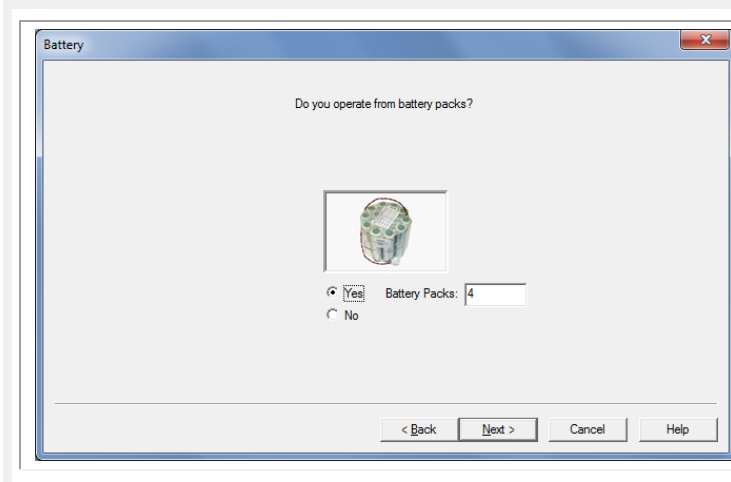 Battery
Do you operate from battery packs?
Yes Battery Packs: 4
No
< Back Next > Cancel Help